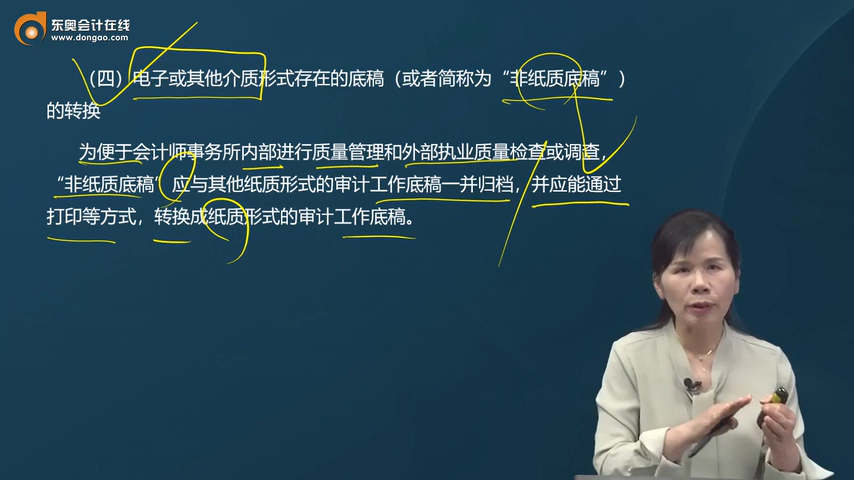 东奥会计在线
www.dongao.com
（四）电子或其他介质形式存在的底稿（或者简称为“非纸质底稿”）
的转换
为便于会计师事务所内部进行质量管理和外部执业质量检查或调查，
“非纸质底稿”应与其他纸质形式的审计工作底稿一并归档，并应能通过
打印等方式，转换成纸质形式的审计工作底稿。